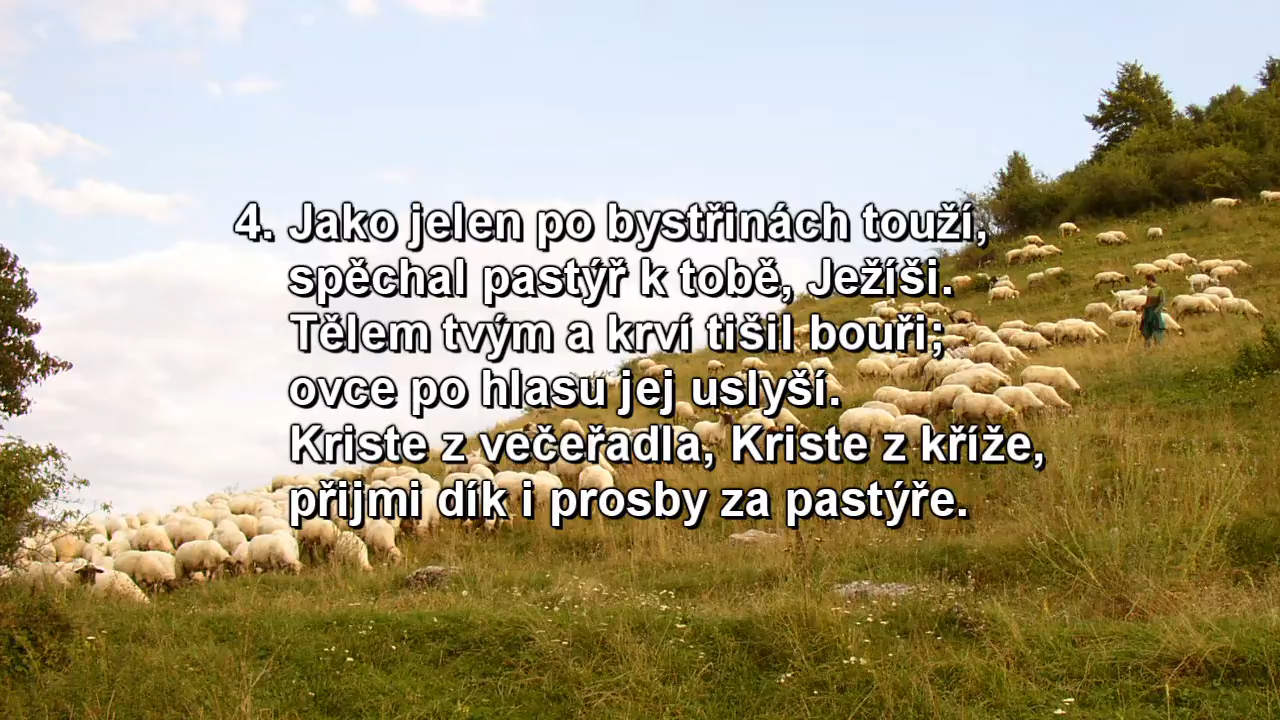 4. Jako jelen po bystřinách touží,
spěchal pastýř k tobě, Ježíši.
Tělem tvým a krví tišil bouři;
ovce po hlasu jej uslyší.
Kriste z večeřadla, Kriste z kříže,
přijmi dík i prosby za pastýře.